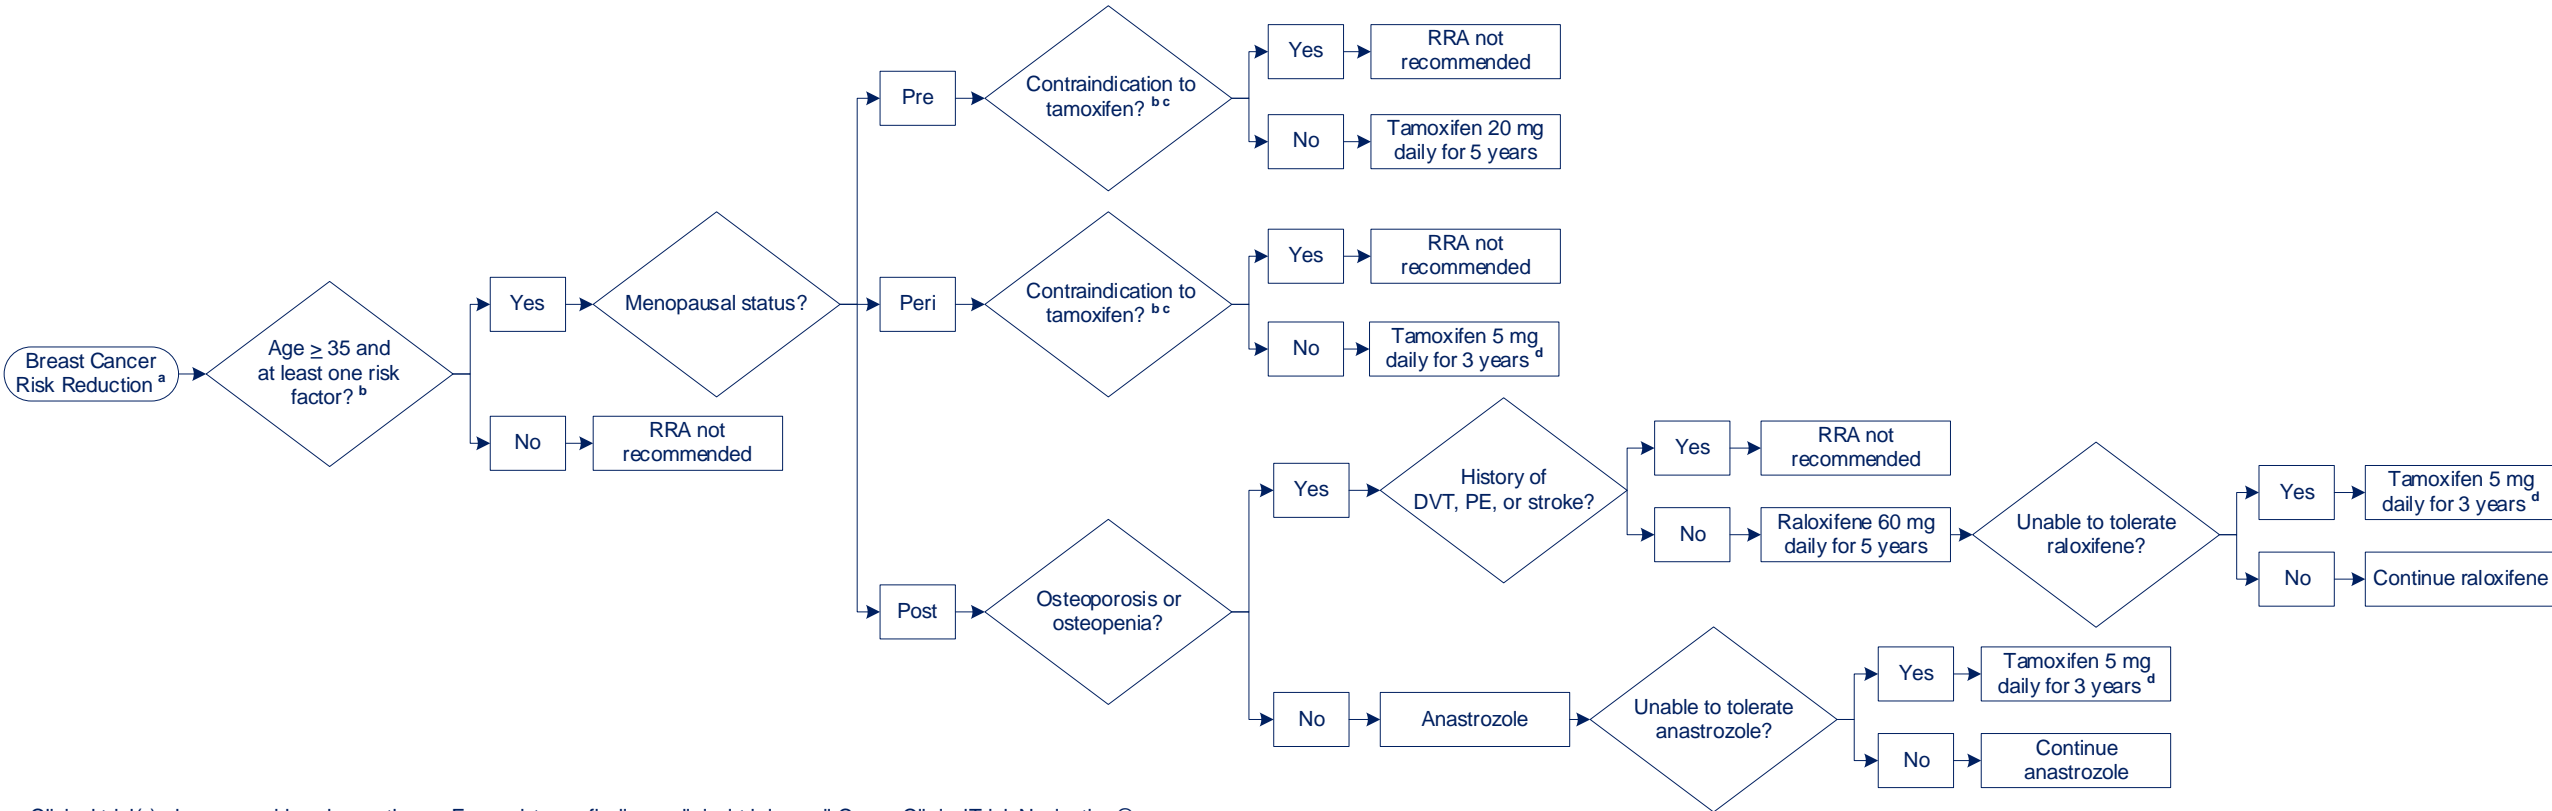 Breast Cancer
Risk Reduction a
Age ≥ 35 and
at least one risk
factor? b
Yes
No
RRA not
recommended
Menopausal status?
Pre
Contraindication to
tamoxifen? b c
Yes
RRA not
recommended
No
Tamoxifen 20 mg
daily for 5 years
Peri
Contraindication to
tamoxifen? b c
Yes
RRA not
recommended
No
Tamoxifen 5 mg
daily for 3 years d
Post
Osteoporosis or
osteopenia?
Yes
History of
DVT, PE, or stroke?
Yes
RRA not
recommended
No
Raloxifene 60 mg
daily for 5 years
Unable to tolerate
raloxifene?
Yes
Tamoxifen 5 mg
daily for 3 years d
No
Continue raloxifene
No
Anastrozole
Unable to tolerate
anastrozole?
Yes
Tamoxifen 5 mg
daily for 3 years d
No
Continue
anastrozole